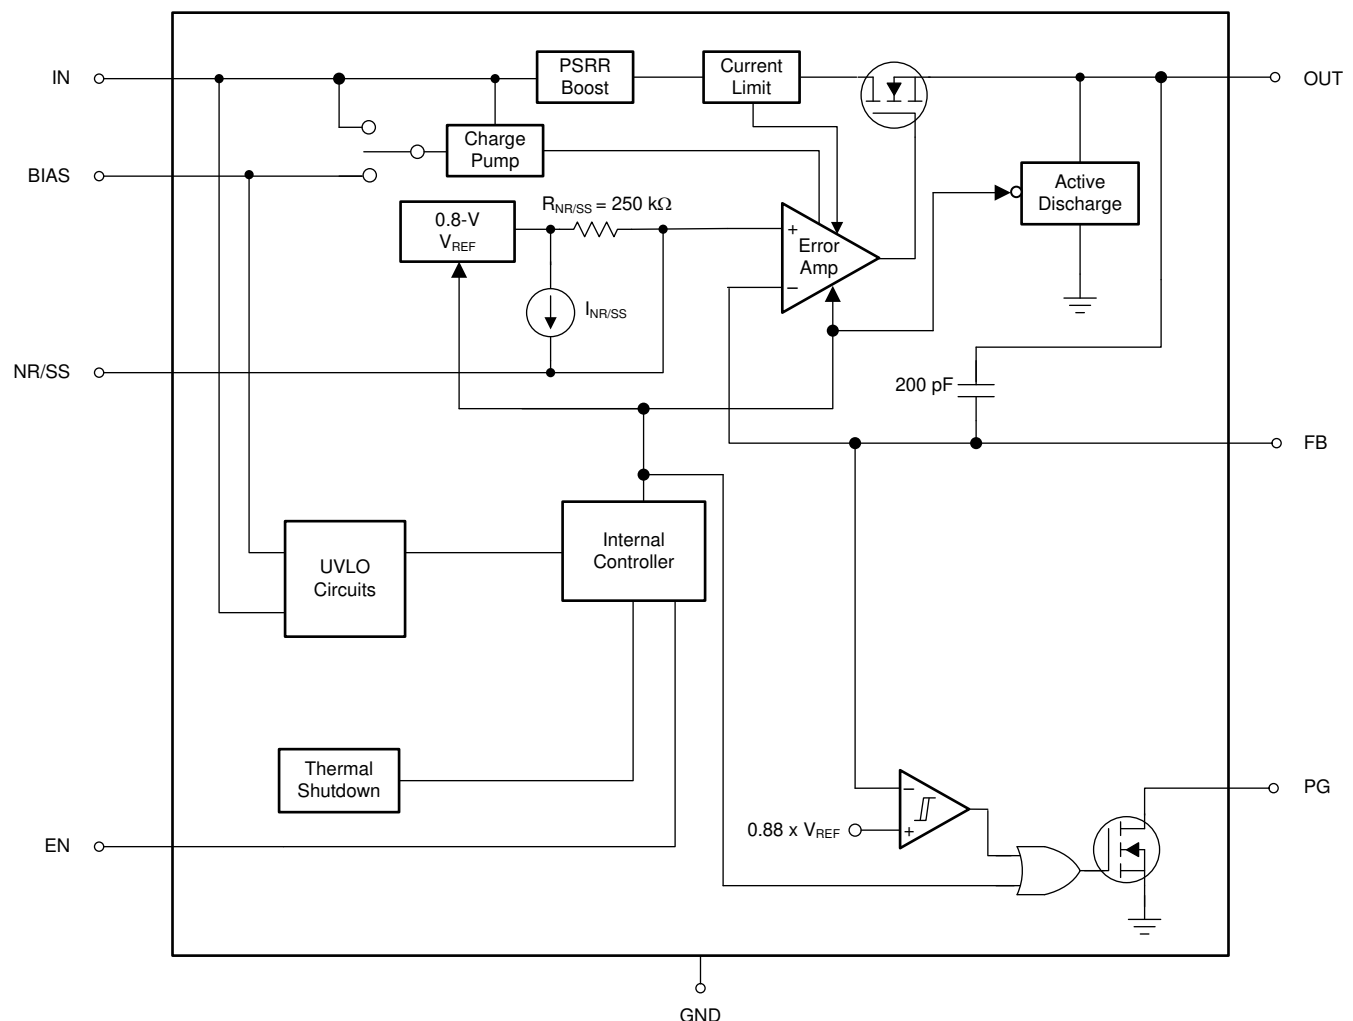 IN
PSRR
Boost
Current
Limit
OUT
Charge
Pump
BIAS
Active
Discharge
0.8-V
VREF
RNR/SS = 250 kΩ
+
Error
Amp
−
INR/SS
NR/SS
200 pF
FB
UVLO
Circuits
Internal
Controller
Thermal
Shutdown
EN
−
0.88 x VREF
+
PG
GND